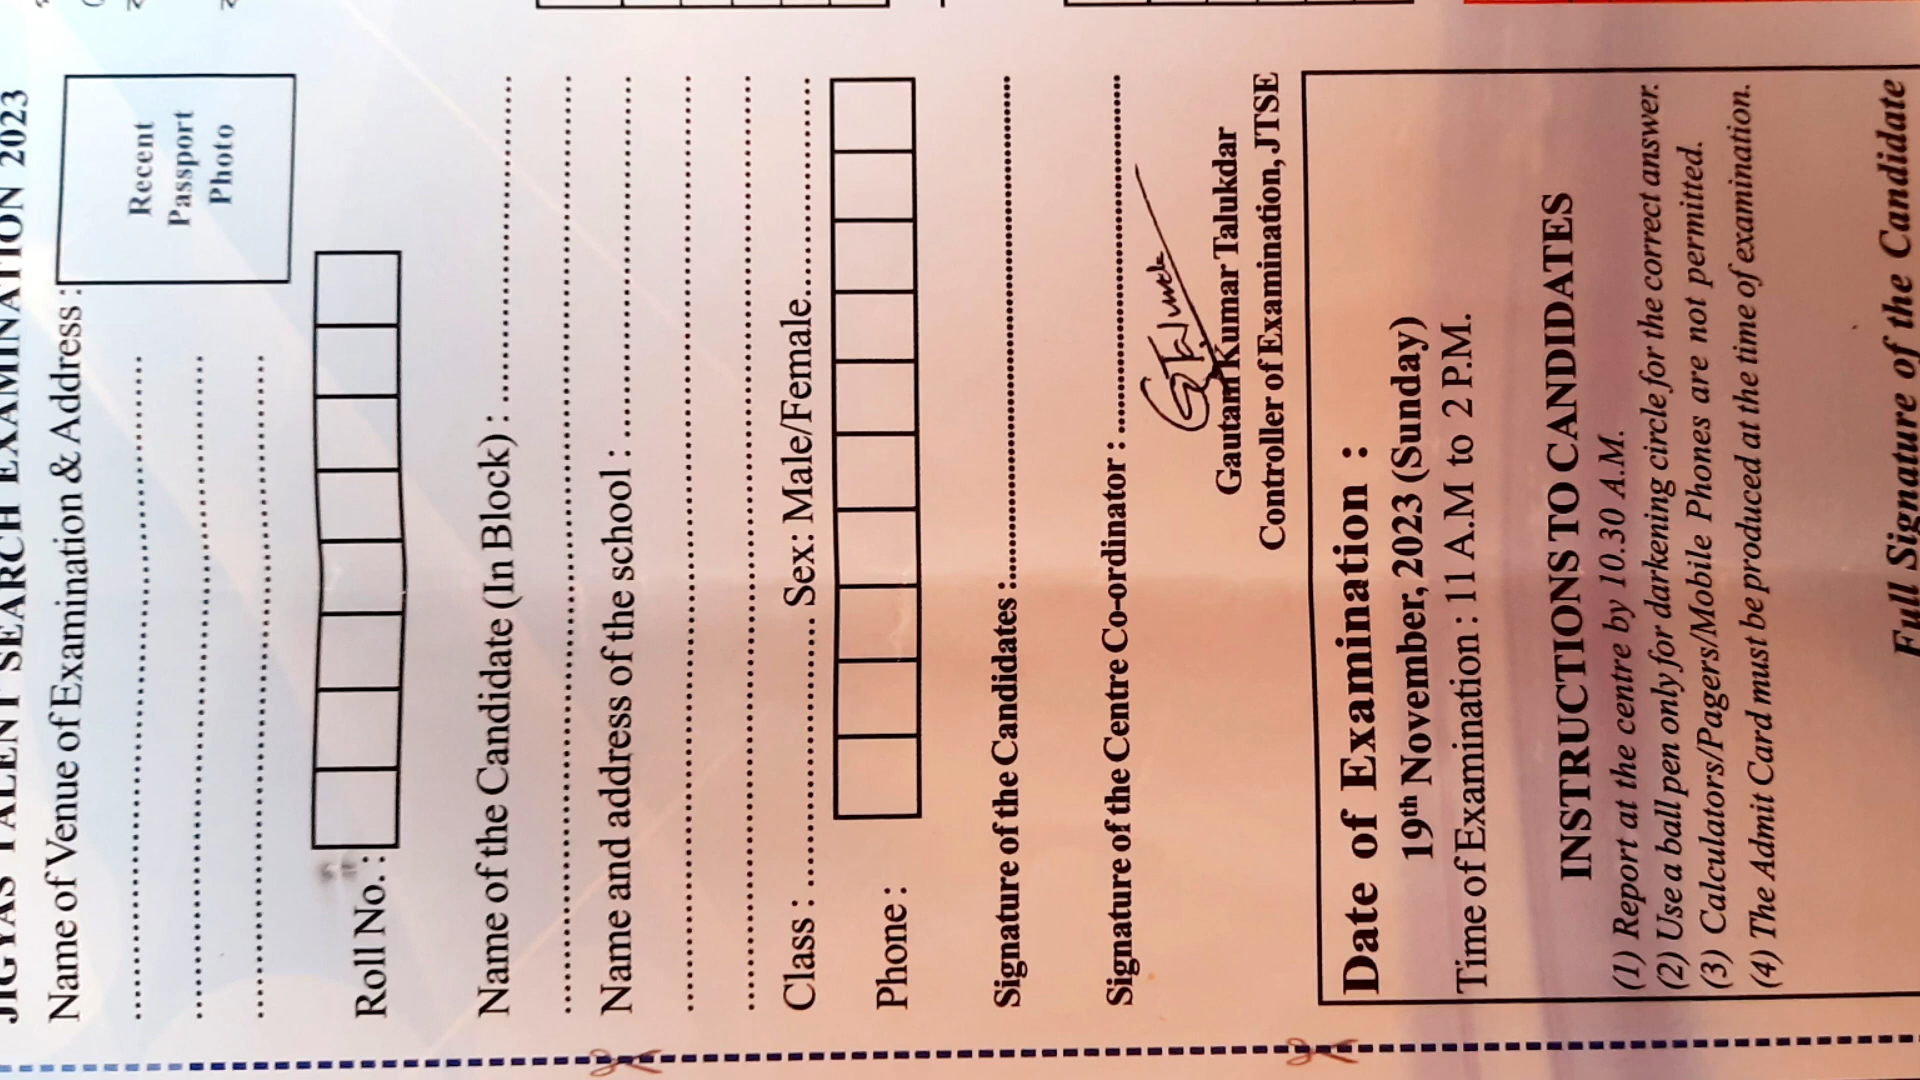 JIGYAS TALENT SEARCH EXAMINATION 2023
Name of Venue of Examination & Address :
Recent
Passport
Photo
Roll No. :
Name of the Candidate (In Block) :
Name and address of the school :
Class : Sex: Male/Female
Phone :
Signature of the Candidates :
Signature of the Centre Co-ordinator :
Gautam Kumar Talukdar
Controller of Examination, JTSE
Date of Examination :
19th November, 2023 (Sunday)
Time of Examination : 11 A.M to 2 P.M.
INSTRUCTIONS TO CANDIDATES
(1) Report at the centre by 10.30 A.M.
(2) Use a ball pen only for darkening circle for the correct answer.
(3) Calculators/Pagers/Mobile Phones are not permitted.
(4) The Admit Card must be produced at the time of examination.
Full Signature of the Candidate